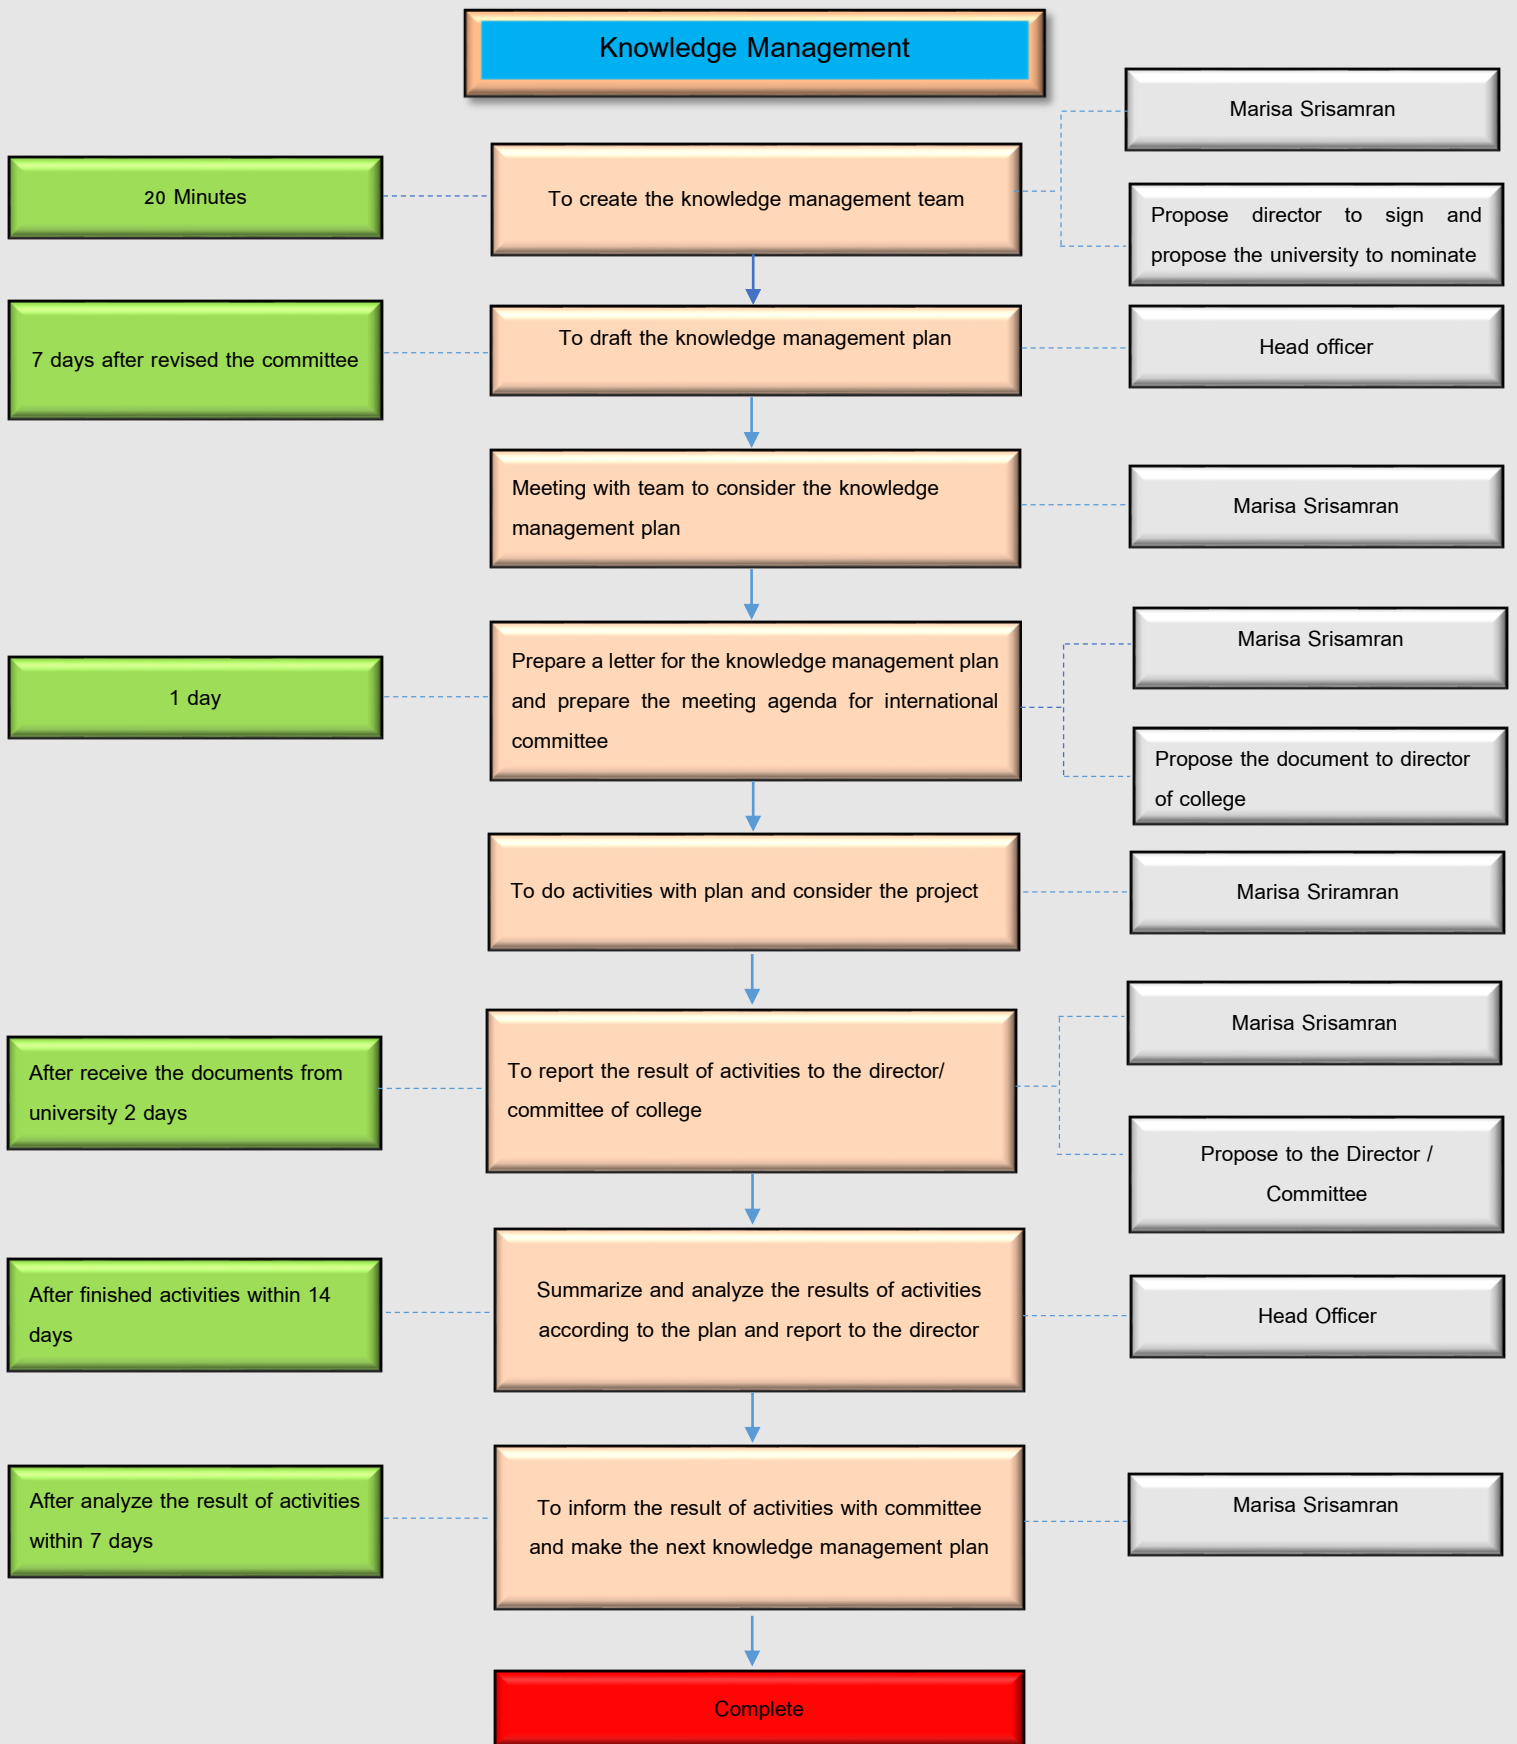 Knowledge Management
Marisa Srisamran
20 Minutes
To create the knowledge management team
Propose director to sign and
propose the university to nominate
7 days after revised the committee
To draft the knowledge management plan
Head officer
Meeting with team to consider the knowledge
management plan
Marisa Srisamran
1 day
Prepare a letter for the knowledge management plan
and prepare the meeting agenda for international
committee
Marisa Srisamran
Propose the document to director
of college
To do activities with plan and consider the project
Marisa Sriramran
After receive the documents from
university 2 days
To report the result of activities to the director/
committee of college
Marisa Srisamran
Propose to the Director /
Committee
After finished activities within 14
days
Summarize and analyze the results of activities
according to the plan and report to the director
Head Officer
After analyze the result of activities
within 7 days
To inform the result of activities with committee
and make the next knowledge management plan
Marisa Srisamran
Complete